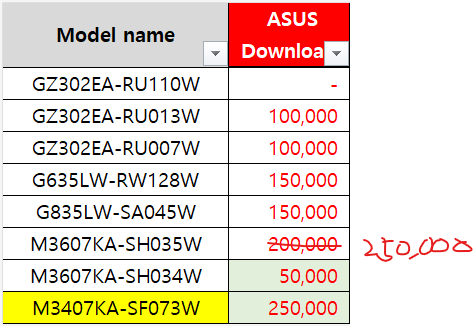 Model name ASUS Downloa
GZ302EA-RU110W -
GZ302EA-RU013W 100,000
GZ302EA-RU007W 100,000
G635LW-RW128W 150,000
G835LW-SA045W 150,000
M3607KA-SH035W 200,000 250,000
M3607KA-SH034W 50,000
M3407KA-SF073W 250,000